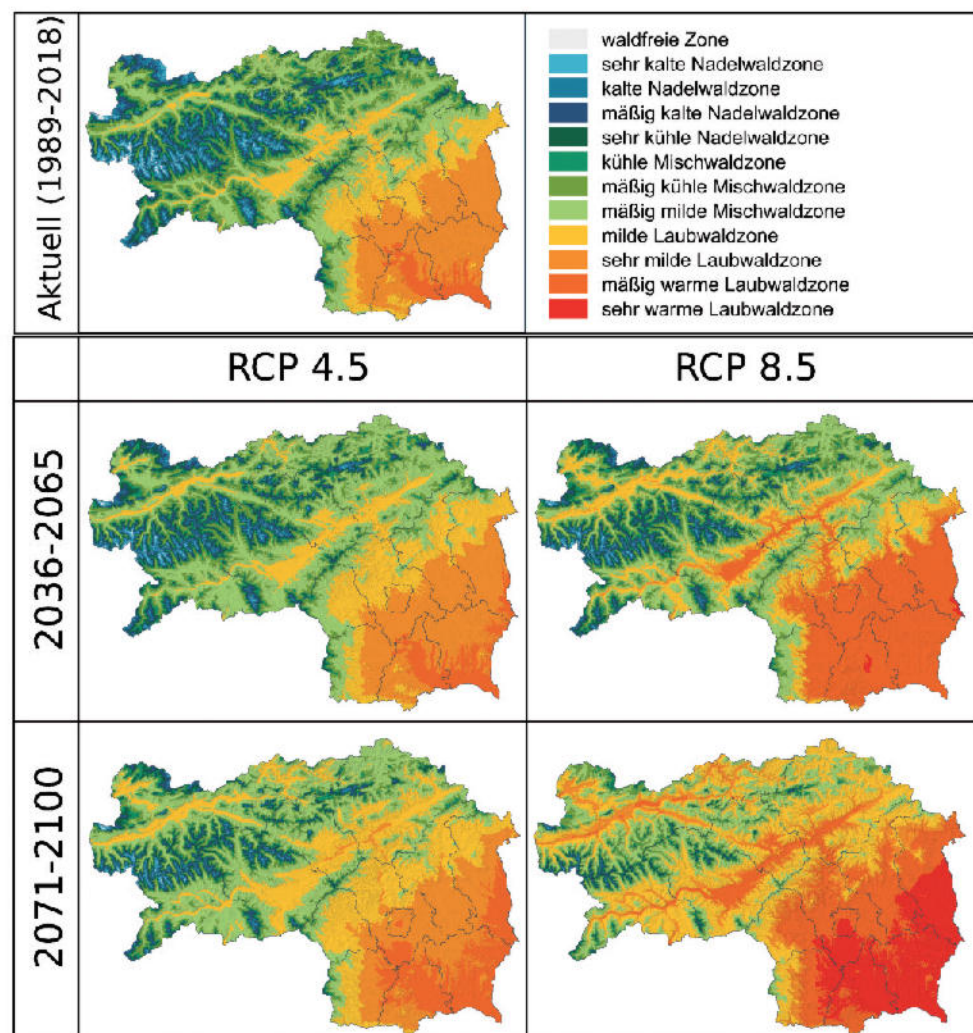 Aktuell (1989-2018)
waldfreie Zone
sehr kalte Nadelwaldzone
kalte Nadelwaldzone
mäßig kalte Nadelwaldzone
sehr kühle Nadelwaldzone
kühle Mischwaldzone
mäßig kühle Mischwaldzone
mäßig milde Mischwaldzone
milde Laubwaldzone
sehr milde Laubwaldzone
mäßig warme Laubwaldzone
sehr warme Laubwaldzone
RCP 4.5
RCP 8.5
2036-2065
2071-2100